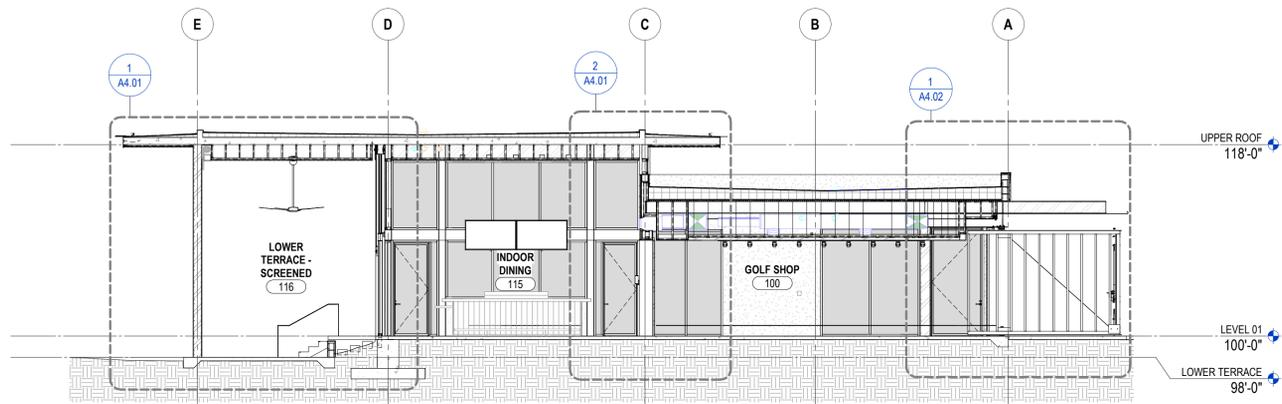 E
D
C
B
A
1
A4.01
2
A4.01
1
A4.02
UPPER ROOF
118'-0"
LOWER
TERRACE -
SCREENED
116
INDOOR
DINING
115
GOLF SHOP
100
LEVEL 01
100'-0"
LOWER TERRACE
98'-0"